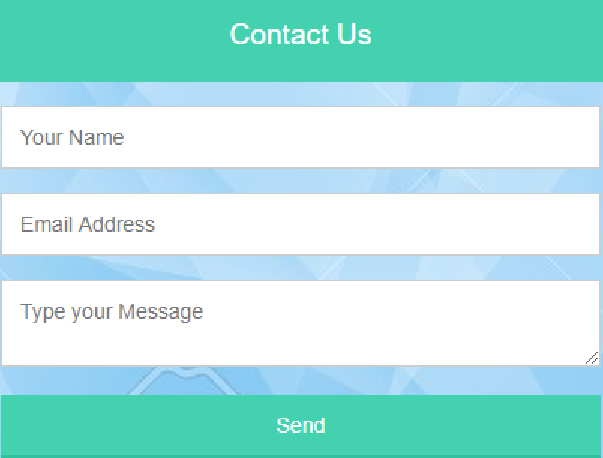 Contact Us
Your Name
Email Address
Type your Message
Send